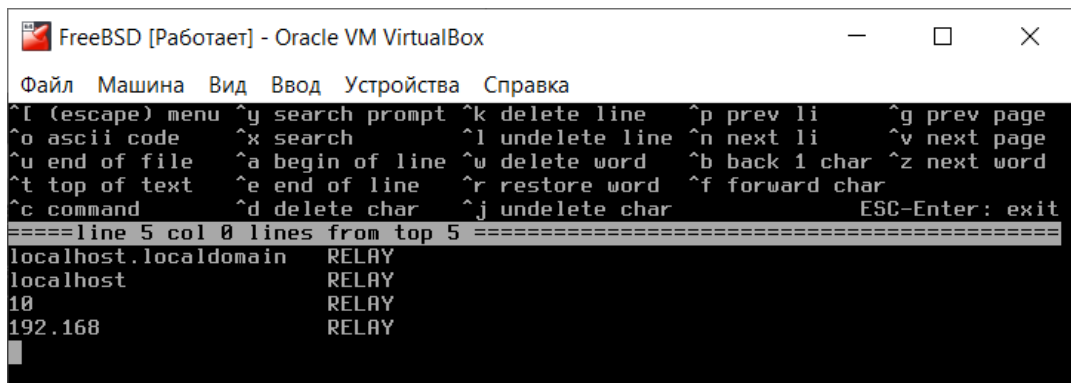 FreeBSD [Работает] - Oracle VM VirtualBox
Файл Машина Вид Ввод Устройства Справка
^[ (escape) menu ^y search prompt ^k delete line ^p prev li ^g prev page
^o ascii code ^x search ^l undelete line ^n next li ^v next page
^u end of file ^a begin of line ^w delete word ^b back 1 char ^z next word
^t top of text ^e end of line ^r restore word ^f forward char
^c command ^d delete char ^j undelete char ESC-Enter: exit
=====line 5 col 0 lines from top 5 ============================================
localhost.localdomain RELAY
localhost RELAY
10 RELAY
192.168 RELAY